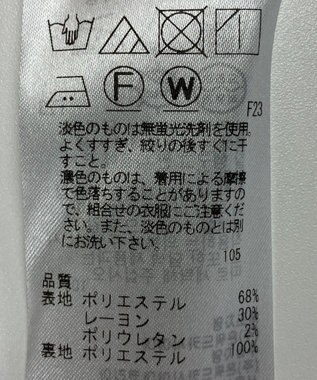 F W
F23
淡色のものは無蛍光洗剤を使用。
よくすすぎ、絞りの後すぐに干
すこと。
濃色のものは、着用による摩擦
で色落ちすることがありますの
で、組合せの衣服にご注意くだ
さい。また、淡色のものとは別
にお洗い下さい。
105
品質
表地 ポリエステル 68%
レーヨン 30%
ポリウレタン 2%
裏地 ポリエステル 100%